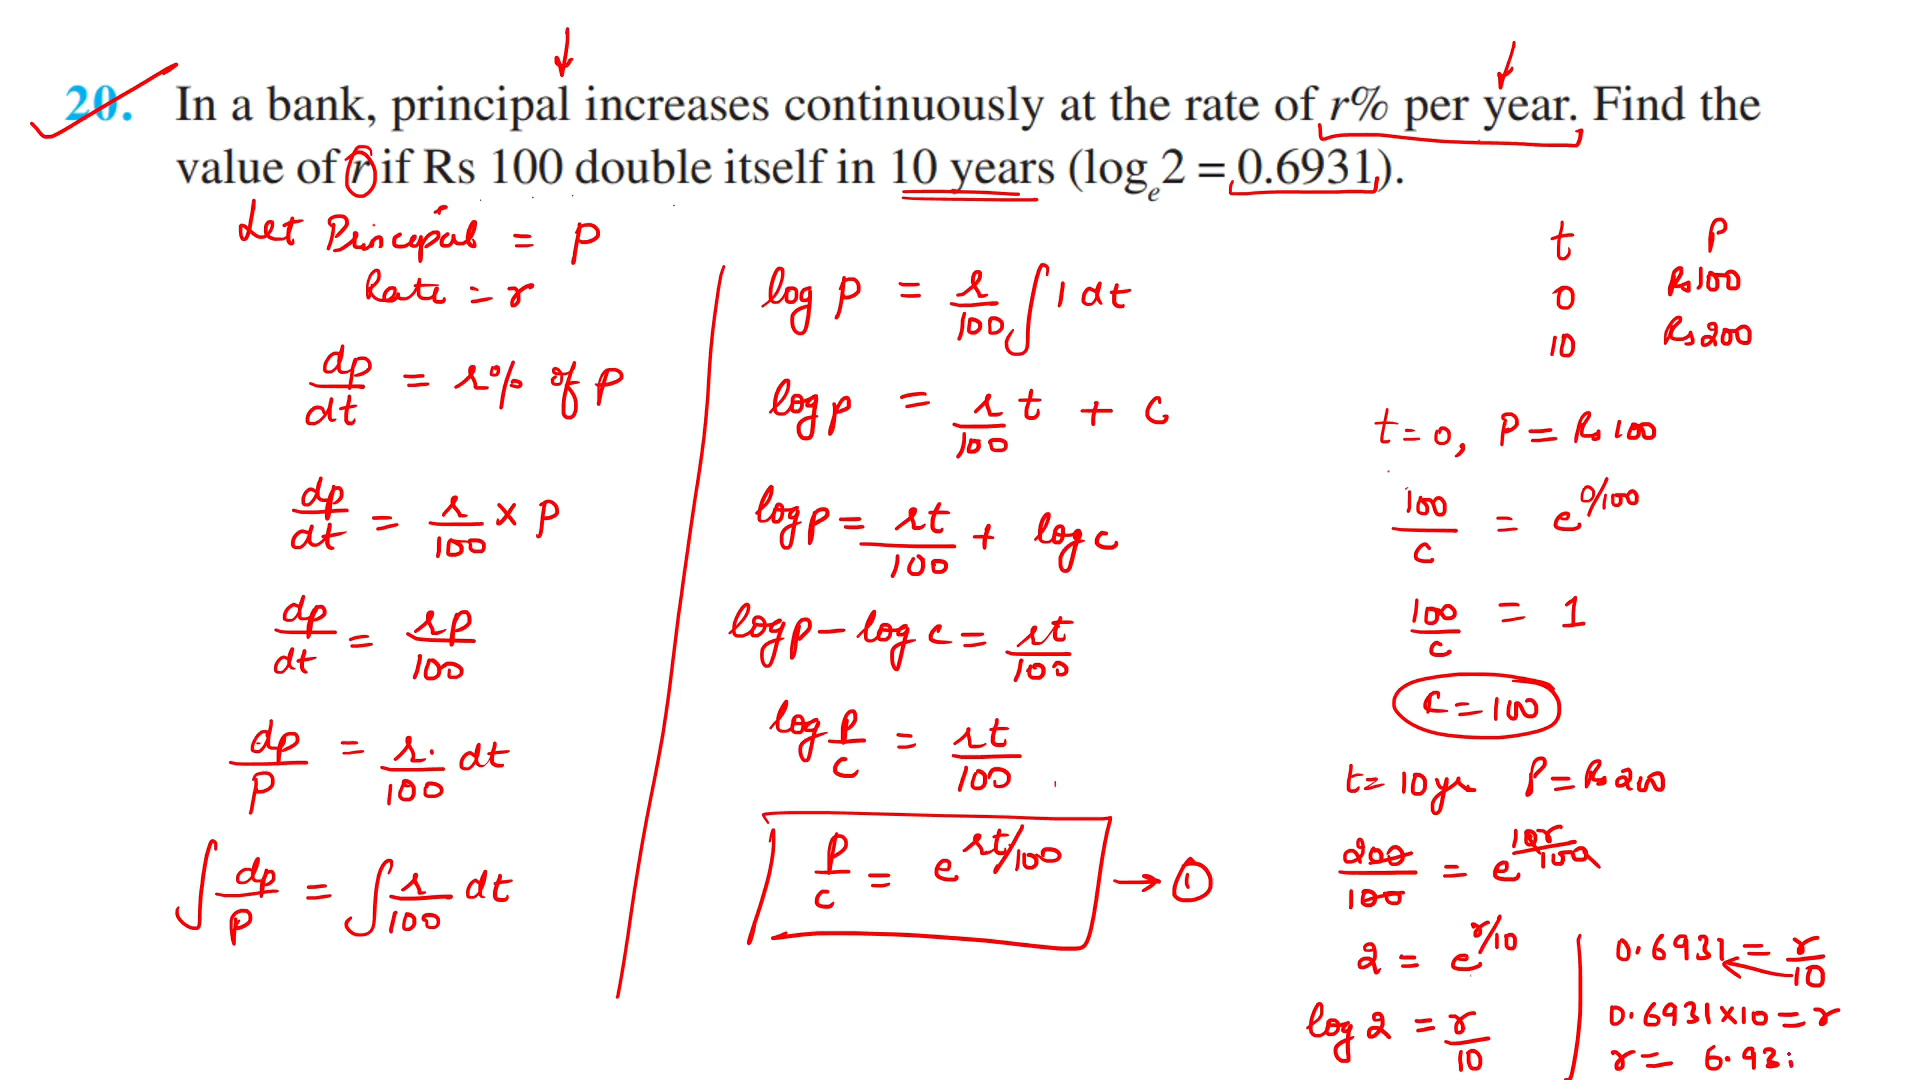 20. In a bank, principal increases continuously at the rate of r% per year. Find the
value of r if Rs 100 double itself in 10 years (logₑ2 = 0.6931).
Let Principal = P
Rate = r
dp/dt = r% of P
dp/dt = r/100 × P
dp/dt = rp/100
dp/P = r/100 . dt
∫ dp/P = ∫ r/100 dt
log P = r/100 ∫ 1 dt
log P = r/100 t + C
log P = rt/100 + log C
log P - log C = rt/100
log P/C = rt/100
P/C = e^(rt/100) → ①
t P
0 Rs 100
10 Rs 200
t = 0, P = Rs 100
100/C = e^(0/100)
100/C = 1
C = 100
t = 10 yr P = Rs 200
200/100 = e^(10r/100)
2 = e^(r/10)
log 2 = r/10
0.6931 = r/10
0.6931 × 10 = r
r = 6.93